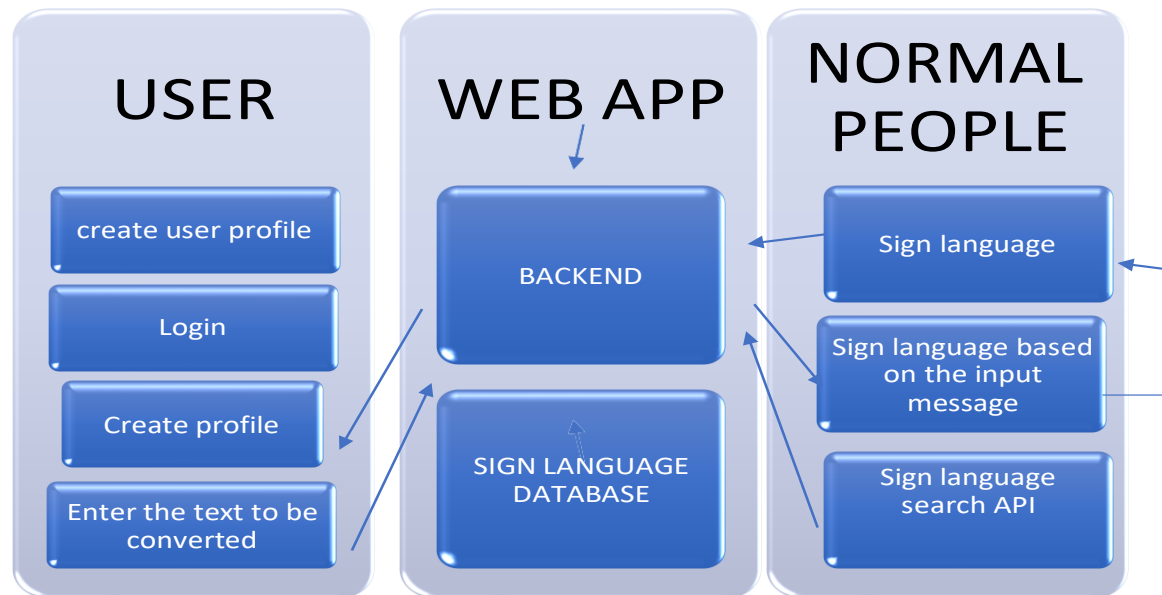 USER
create user profile
Login
Create profile
Enter the text to be
converted
WEB APP
BACKEND
SIGN LANGUAGE
DATABASE
NORMAL
PEOPLE
Sign language
Sign language based
on the input
message
Sign language
search API